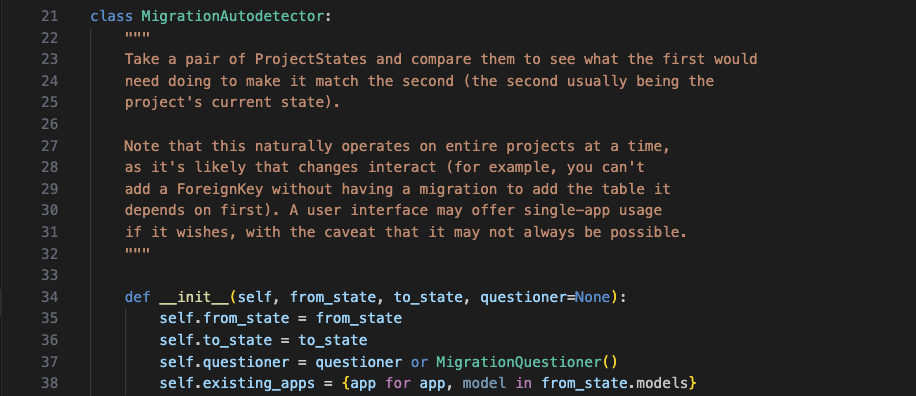 21 class MigrationAutodetector:
22 """
23 Take a pair of ProjectStates and compare them to see what the first would
24 need doing to make it match the second (the second usually being the
25 project's current state).
26
27 Note that this naturally operates on entire projects at a time,
28 as it's likely that changes interact (for example, you can't
29 add a ForeignKey without having a migration to add the table it
30 depends on first). A user interface may offer single-app usage
31 if it wishes, with the caveat that it may not always be possible.
32 """
33
34 def __init__(self, from_state, to_state, questioner=None):
35 self.from_state = from_state
36 self.to_state = to_state
37 self.questioner = questioner or MigrationQuestioner()
38 self.existing_apps = {app for app, model in from_state.models}